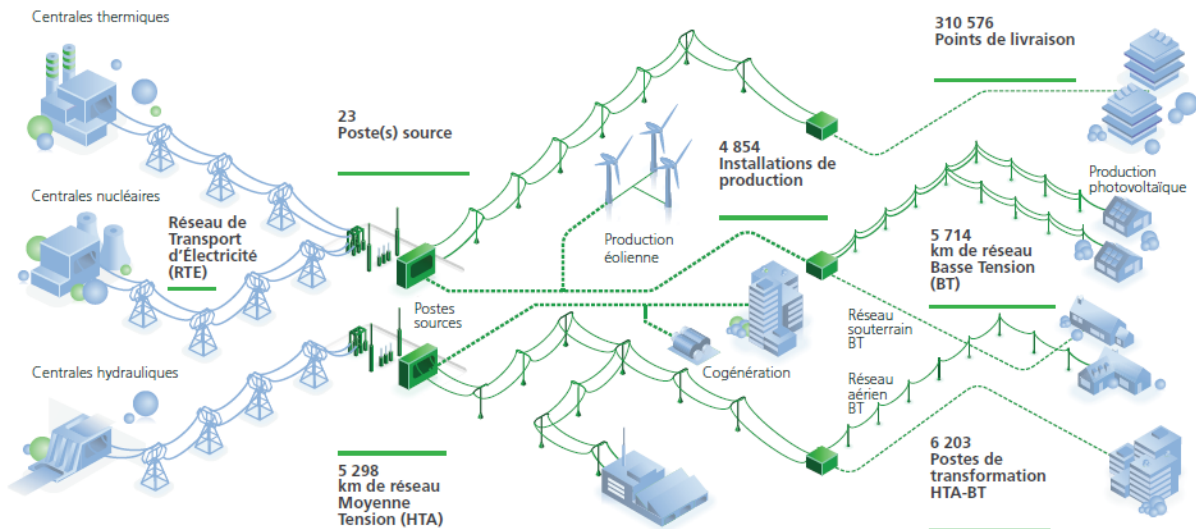 Centrales thermiques
310 576
Points de livraison
23
Poste(s) source
4 854
Installations de
production
Production
photovoltaïque
Centrales nucléaires
Réseau de
Transport
d'Électricité
(RTE)
Production
éolienne
5 714
km de réseau
Basse Tension
(BT)
Postes
sources
Réseau
souterrain
BT
Centrales hydrauliques
Cogénération
Réseau
aérien
BT
5 298
km de réseau
Moyenne
Tension (HTA)
6 203
Postes de
transformation
HTA-BT